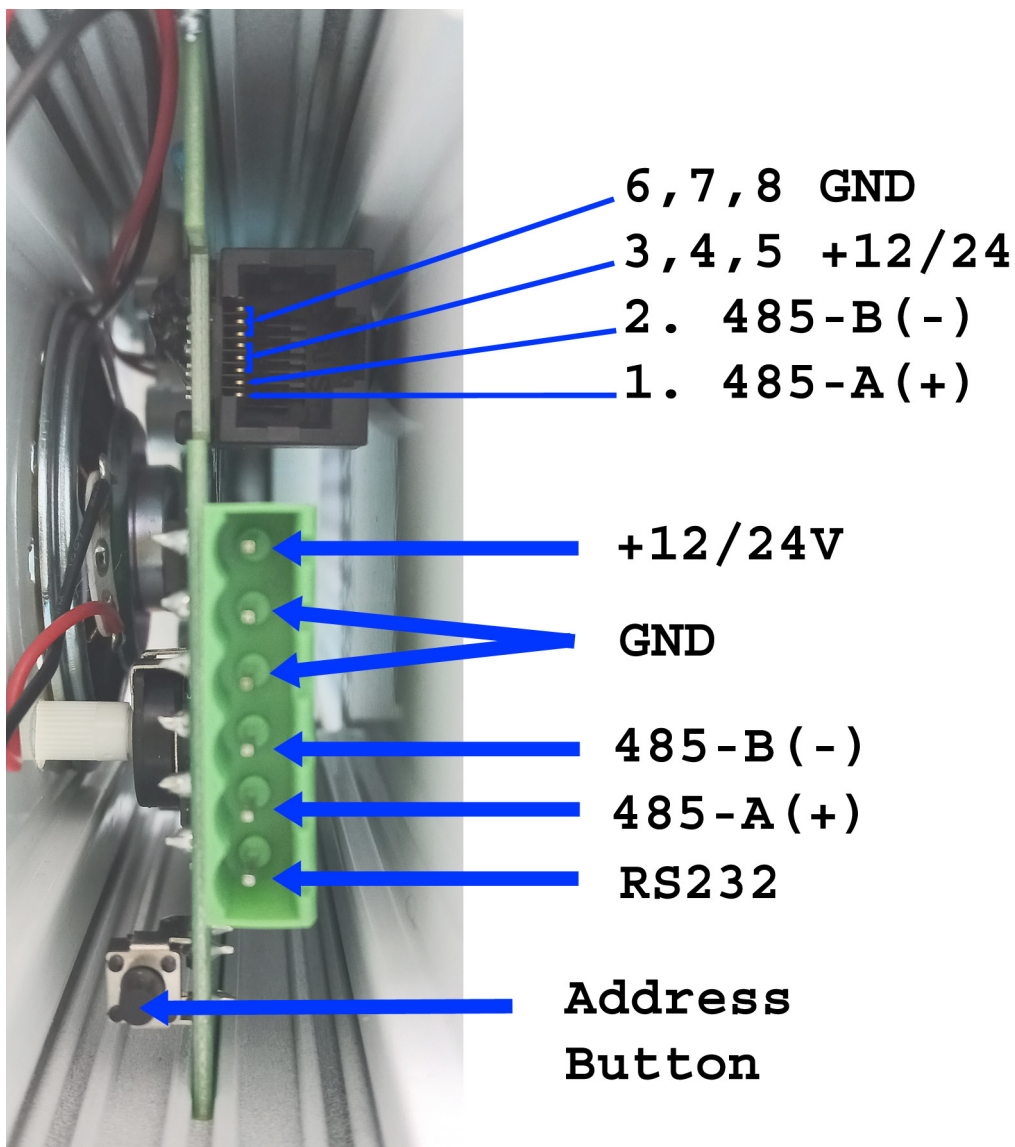 6,7,8 GND
3,4,5 +12/24
2. 485-B(-)
1. 485-A(+)
+12/24V
GND
485-B(-)
485-A(+)
RS232
Address
Button